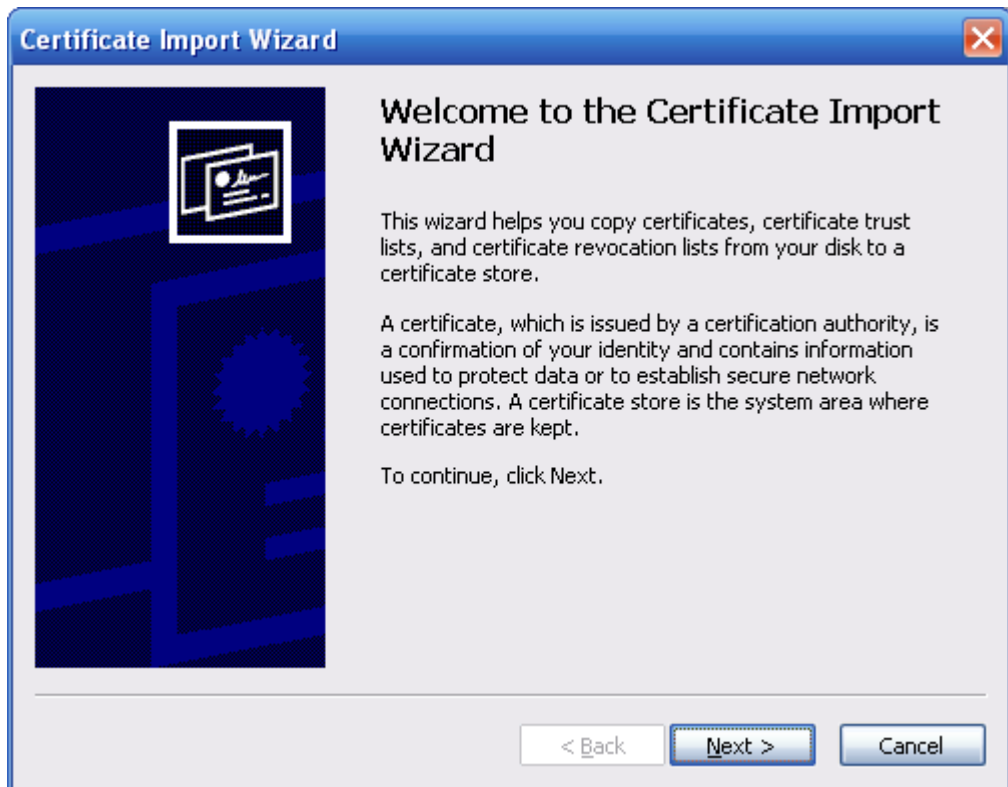 Certificate Import Wizard
Welcome to the Certificate Import
Wizard
This wizard helps you copy certificates, certificate trust
lists, and certificate revocation lists from your disk to a
certificate store.
A certificate, which is issued by a certification authority, is
a confirmation of your identity and contains information
used to protect data or to establish secure network
connections. A certificate store is the system area where
certificates are kept.
To continue, click Next.
< Back Next > Cancel